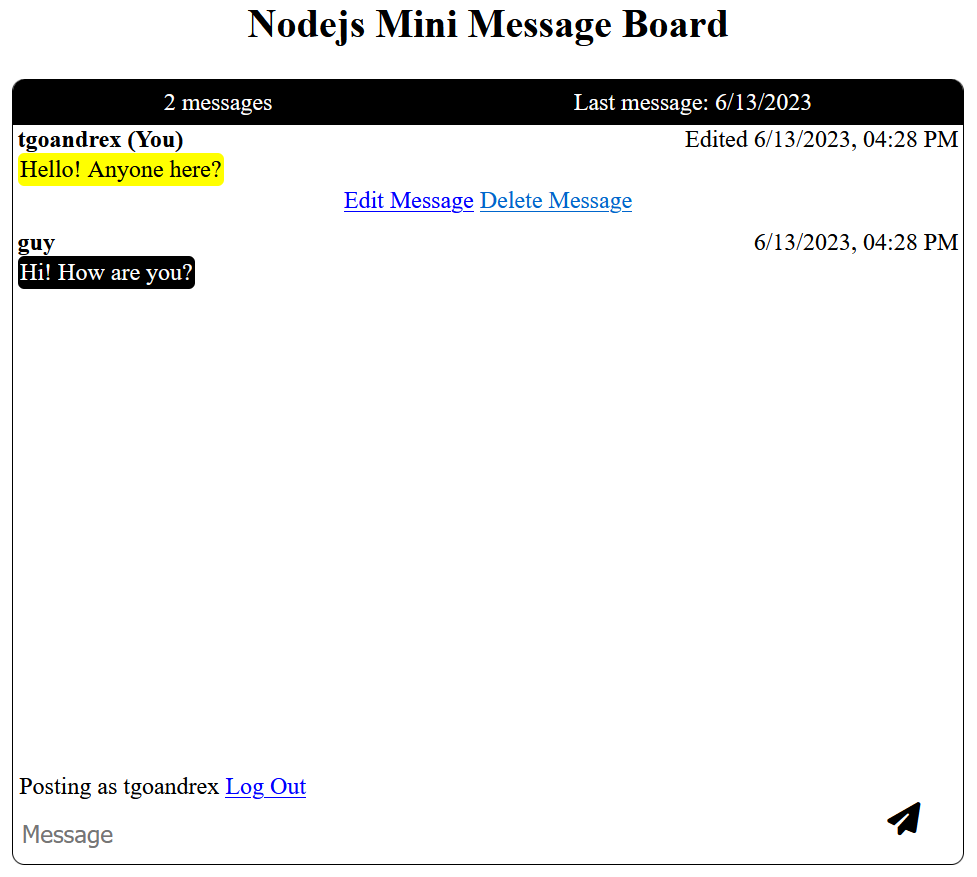 Nodejs Mini Message Board
2 messages Last message: 6/13/2023
tgoandrex (You) Edited 6/13/2023, 04:28 PM
Hello! Anyone here?
Edit Message Delete Message
guy 6/13/2023, 04:28 PM
Hi! How are you?
Posting as tgoandrex Log Out
Message